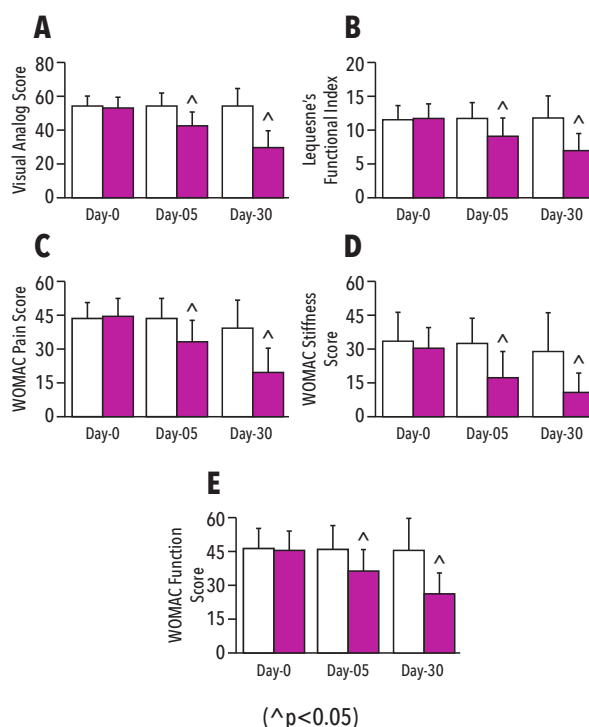 A
Visual Analog Score
80
60
40
20
0
^
^
Day-0 Day-05 Day-30
B
Lequesne's
Functional Index
20
15
10
5
0
^
^
Day-0 Day-05 Day-30
C
WOMAC Pain Score
60
45
30
15
0
^
^
Day-0 Day-05 Day-30
D
WOMAC Stiffness
Score
60
45
30
15
0
^
^
Day-0 Day-05 Day-30
E
WOMAC Function
Score
60
45
30
15
0
^
^
Day-0 Day-05 Day-30
(^p<0.05)